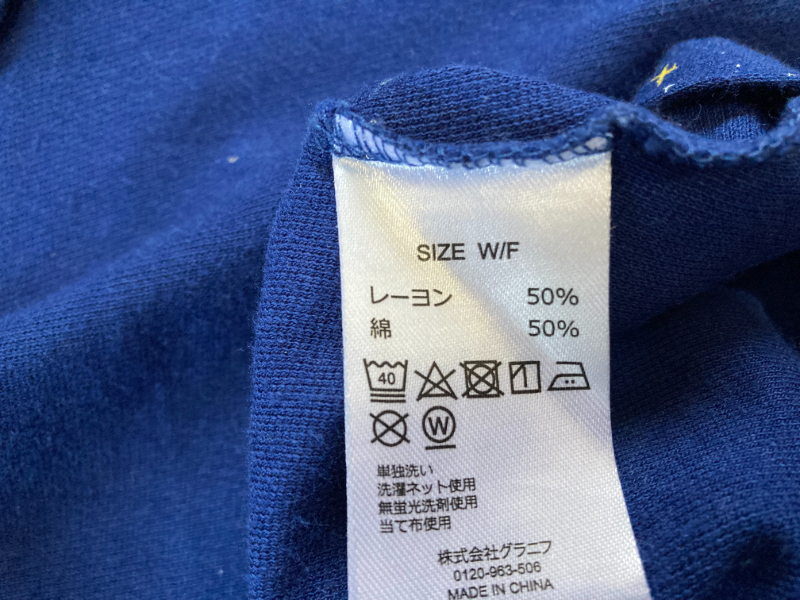 SIZE W/F
レーヨン 50%
綿 50%
40
W
単独洗い
洗濯ネット使用
無蛍光洗剤使用
当て布使用
株式会社グラニフ
0120-963-506
MADE IN CHINA